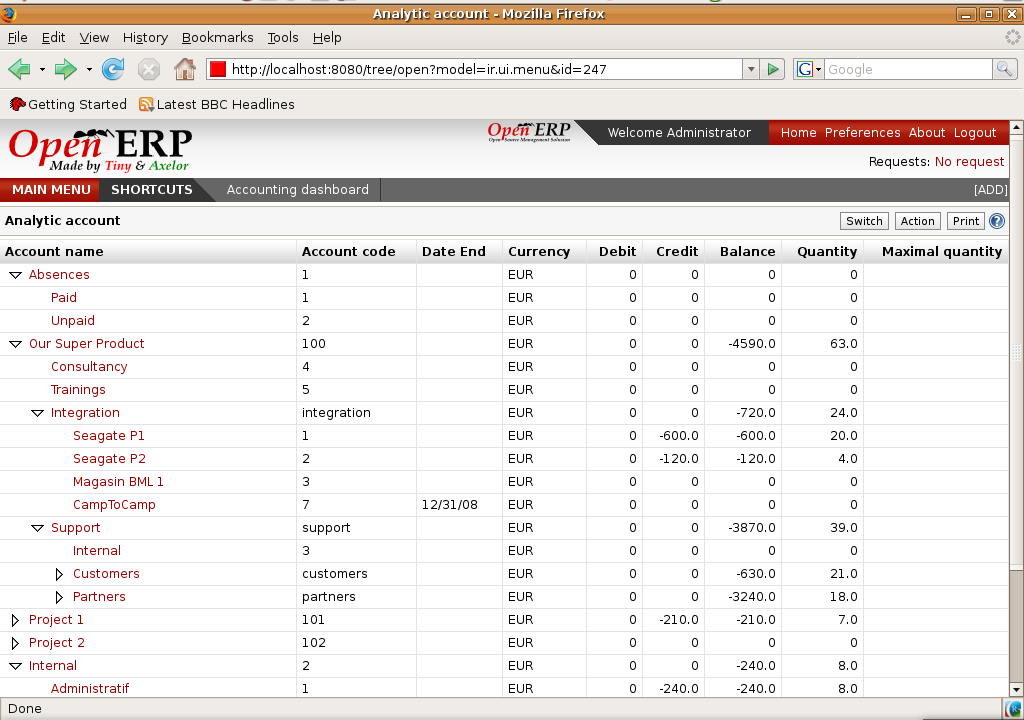 Analytic account - Mozilla Firefox
File Edit View History Bookmarks Tools Help
http://localhost:8080/tree/open?model=ir.ui.menu&id=247 G Google
Getting Started Latest BBC Headlines
Open ERP Made by Tiny & Axelor
Open ERP Open Source Management Solution
Welcome Administrator Home Preferences About Logout
Requests: No request
MAIN MENU SHORTCUTS Accounting dashboard [ADD]
Analytic account Switch Action Print ?
Account name Account code Date End Currency Debit Credit Balance Quantity Maximal quantity
Absences 1 EUR 0 0 0 0
Paid 1 EUR 0 0 0 0
Unpaid 2 EUR 0 0 0 0
Our Super Product 100 EUR 0 0 -4590.0 63.0
Consultancy 4 EUR 0 0 0 0
Trainings 5 EUR 0 0 0 0
Integration integration EUR 0 0 -720.0 24.0
Seagate P1 1 EUR 0 -600.0 -600.0 20.0
Seagate P2 2 EUR 0 -120.0 -120.0 4.0
Magasin BML 1 3 EUR 0 0 0 0
CampToCamp 7 12/31/08 EUR 0 0 0 0
Support support EUR 0 0 -3870.0 39.0
Internal 3 EUR 0 0 0 0
Customers customers EUR 0 0 -630.0 21.0
Partners partners EUR 0 0 -3240.0 18.0
Project 1 101 EUR 0 -210.0 -210.0 7.0
Project 2 102 EUR 0 0 0 0
Internal 2 EUR 0 0 -240.0 8.0
Administratif 1 EUR 0 -240.0 -240.0 8.0
Done